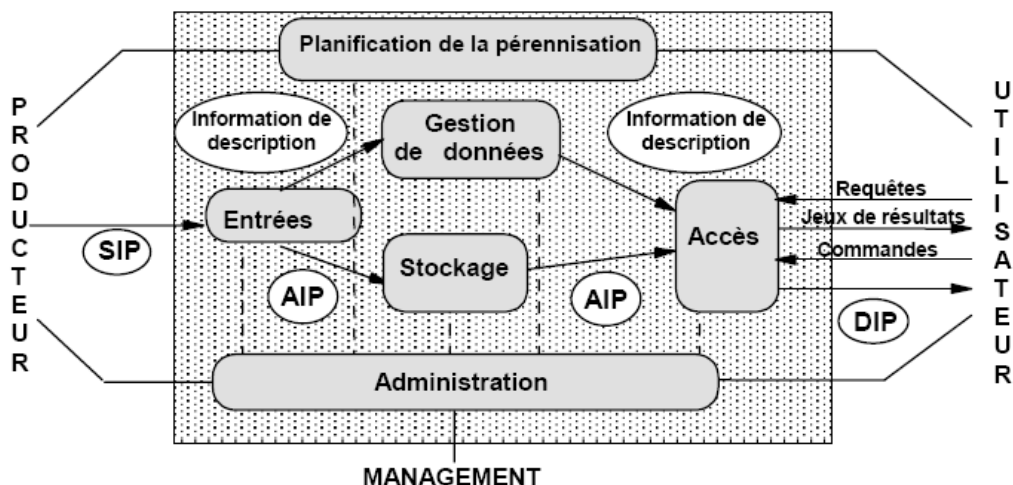 Planification de la pérennisation
PRODUCTEUR
UTILISATEUR
Information de
description
Gestion
de données
Information de
description
Entrées
SIP
AIP
Stockage
AIP
Accès
Requêtes
Jeux de résultats
Commandes
DIP
Administration
MANAGEMENT